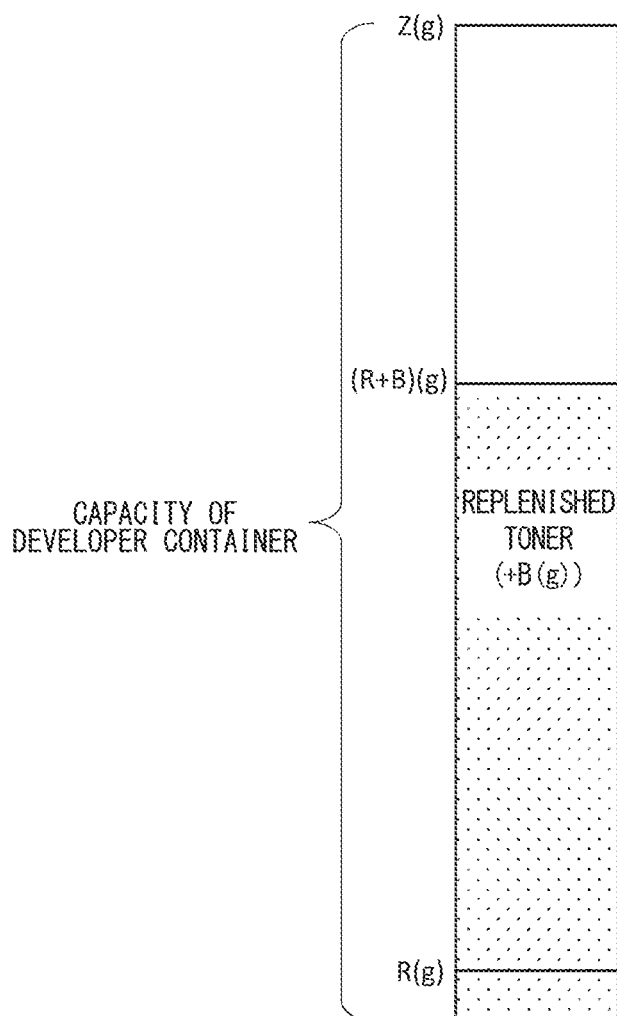 Z(g)
(R+B)(g)
CAPACITY OF
DEVELOPER CONTAINER
REPLENISHED
TONER
(+B(g))
R(g)